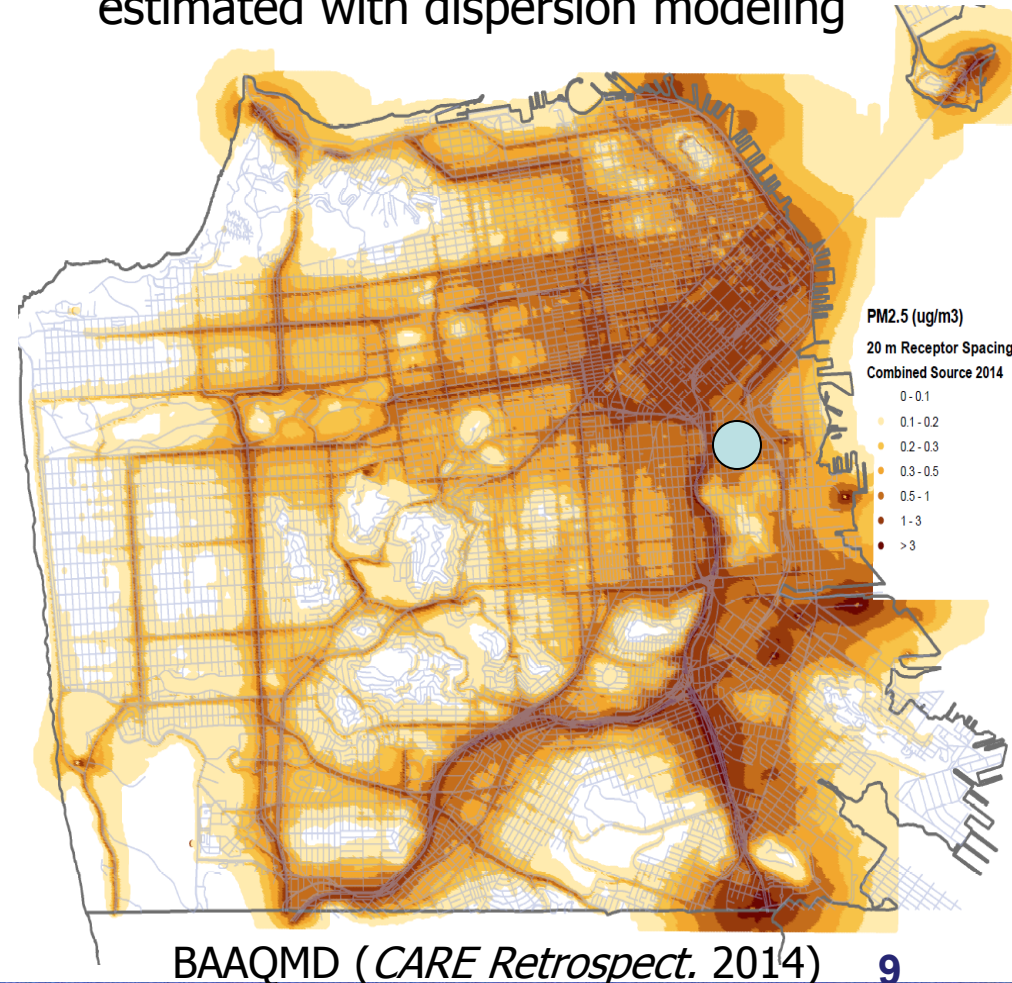 estimated with dispersion modeling
PM2.5 (ug/m3)
20 m Receptor Spacing
Combined Source 2014
0 - 0.1
0.1 - 0.2
0.2 - 0.3
0.3 - 0.5
0.5 - 1
1 - 3
> 3
BAAQMD (CARE Retrospect. 2014)
9